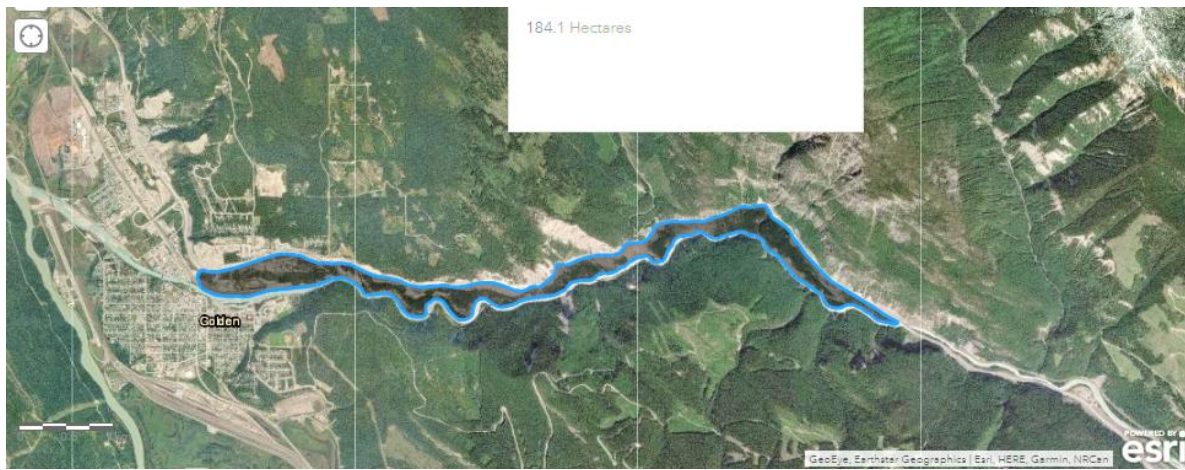 184.1 Hectares
Golden
POWERED BY
esri
GeoEye, Earthstar Geographics | Esri, HERE, Garmin, NRCan